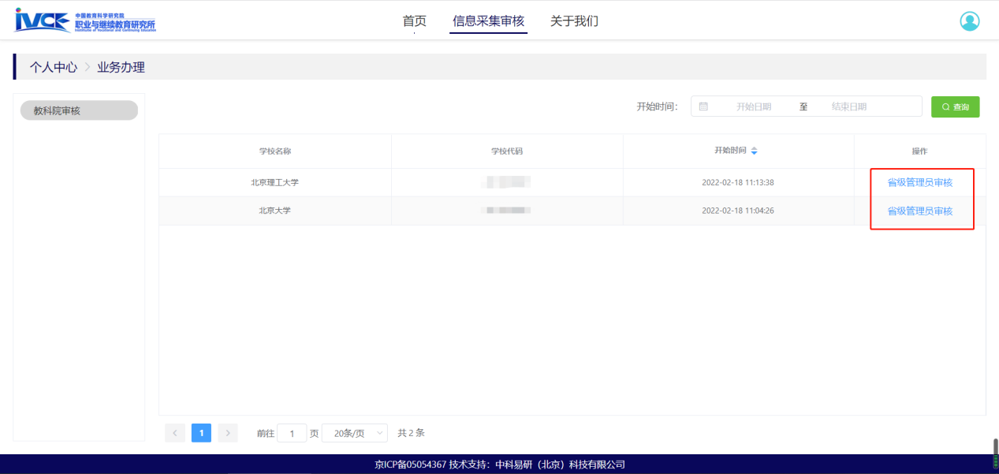 IVCE 中国教育科学研究院
职业与继续教育研究所
Institute of Vocational and Continuing Education
首页 信息采集审核 关于我们
个人中心 > 业务办理
教科院审核
开始时间： 开始日期 至 结束日期 查询
学校名称 学校代码 开始时间 操作
北京理工大学 2022-02-18 11:13:38 省级管理员审核
北京大学 2022-02-18 11:04:26 省级管理员审核
< 1 > 前往 1 页 20条/页 共 2 条
京ICP备05054367 技术支持：中科易研（北京）科技有限公司